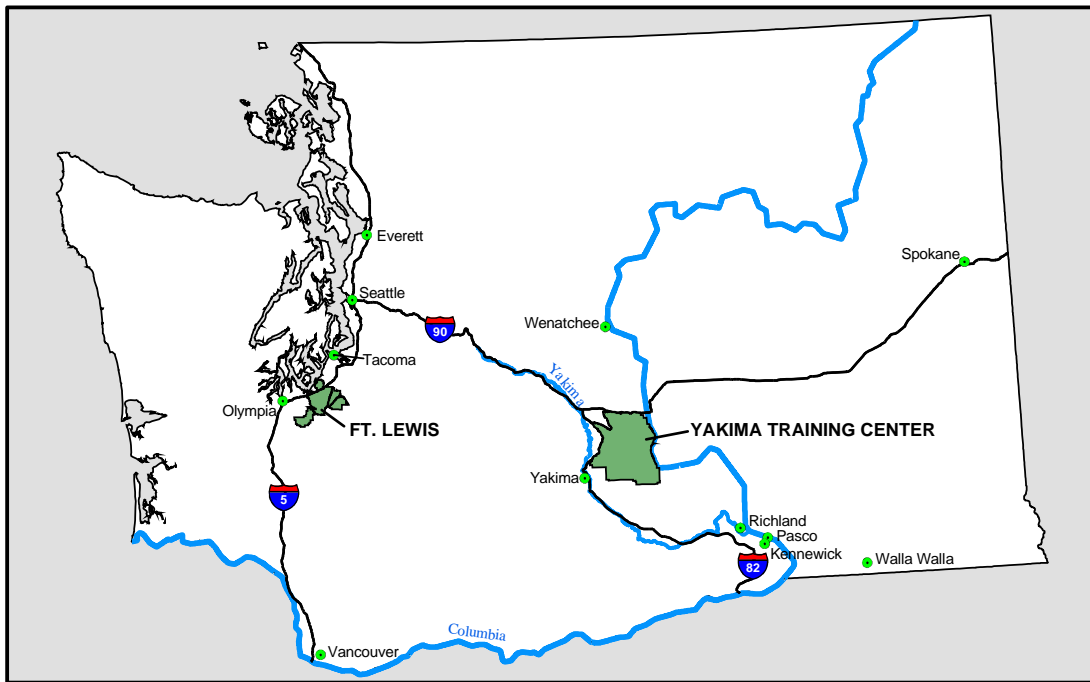 Everett
Spokane
Seattle
Wenatchee
90
Tacoma
Yakima
Olympia
FT. LEWIS
YAKIMA TRAINING CENTER
Yakima
5
Richland
Pasco
Kennewick
82
Walla Walla
Columbia
Vancouver